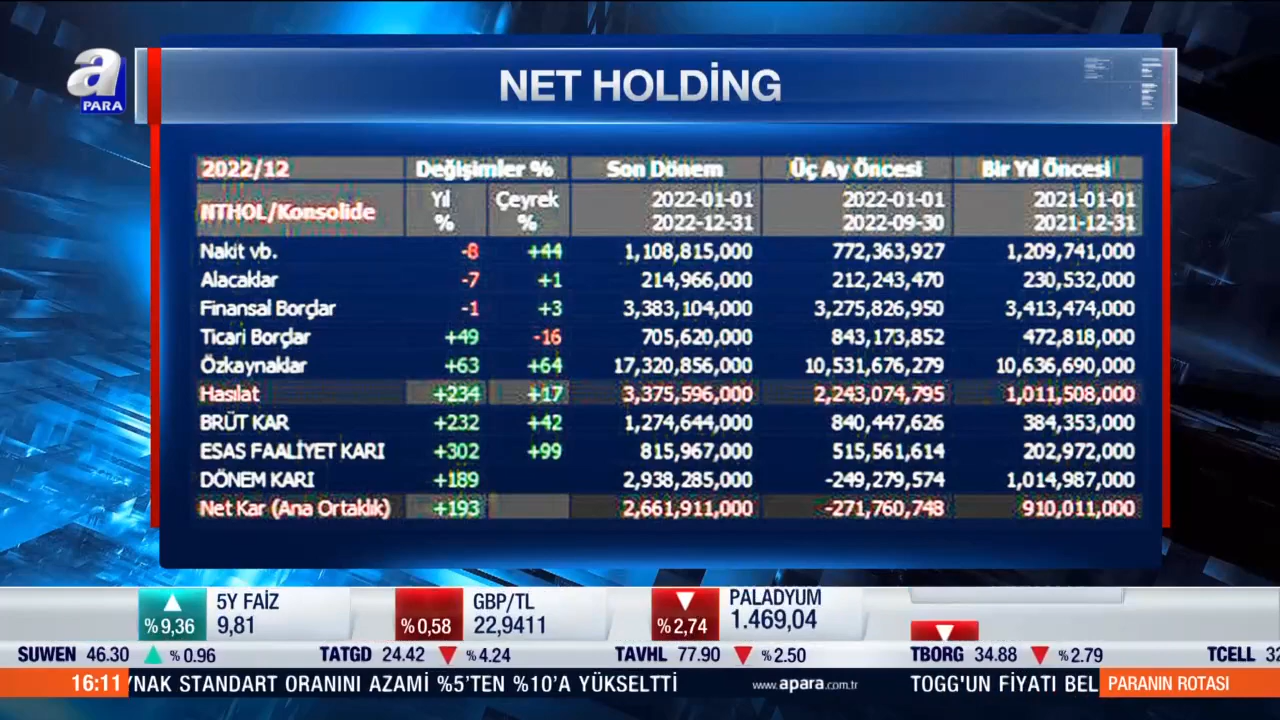 a
PARA
NET HOLDİNG
2022/12 Değişimler % Son Dönem Üç Ay Öncesi Bir Yıl Öncesi
NTHOL/Konsolide Yıl % Çeyrek % 2022-01-01 2022-12-31 2022-01-01 2022-09-30 2021-01-01 2021-12-31
Nakit vb. -8 +44 1,108,815,000 772,363,927 1,209,741,000
Alacaklar -7 +1 214,966,000 212,243,470 230,532,000
Finansal Borçlar -1 +3 3,383,104,000 3,275,826,950 3,413,474,000
Ticari Borçlar +49 -16 705,620,000 843,173,852 472,818,000
Özkaynaklar +63 +64 17,320,856,000 10,531,676,279 10,636,690,000
Hasılat +234 +17 3,375,596,000 2,243,074,795 1,011,508,000
BRÜT KAR +232 +42 1,274,644,000 840,447,626 384,353,000
ESAS FAALİYET KARI +302 +99 815,967,000 515,561,614 202,972,000
DÖNEM KARI +189 2,938,285,000 -249,279,574 1,014,987,000
Net Kar (Ana Ortaklık) +193 2,661,911,000 -271,760,748 910,011,000
%9,36 5Y FAİZ 9,81 %0,58 GBP/TL 22,9411 %2,74 PALADYUM 1.469,04
SUWEN 46.30 %0.96 TATGD 24.42 %4.24 TAVHL 77.90 %2.50 TBORG 34.88 %2.79 TCELL 32
16:11 YNAK STANDART ORANINI AZAMİ %5'TEN %10'A YÜKSELTTİ www.apara.com.tr TOGG'UN FİYATI BEL PARANIN ROTASI